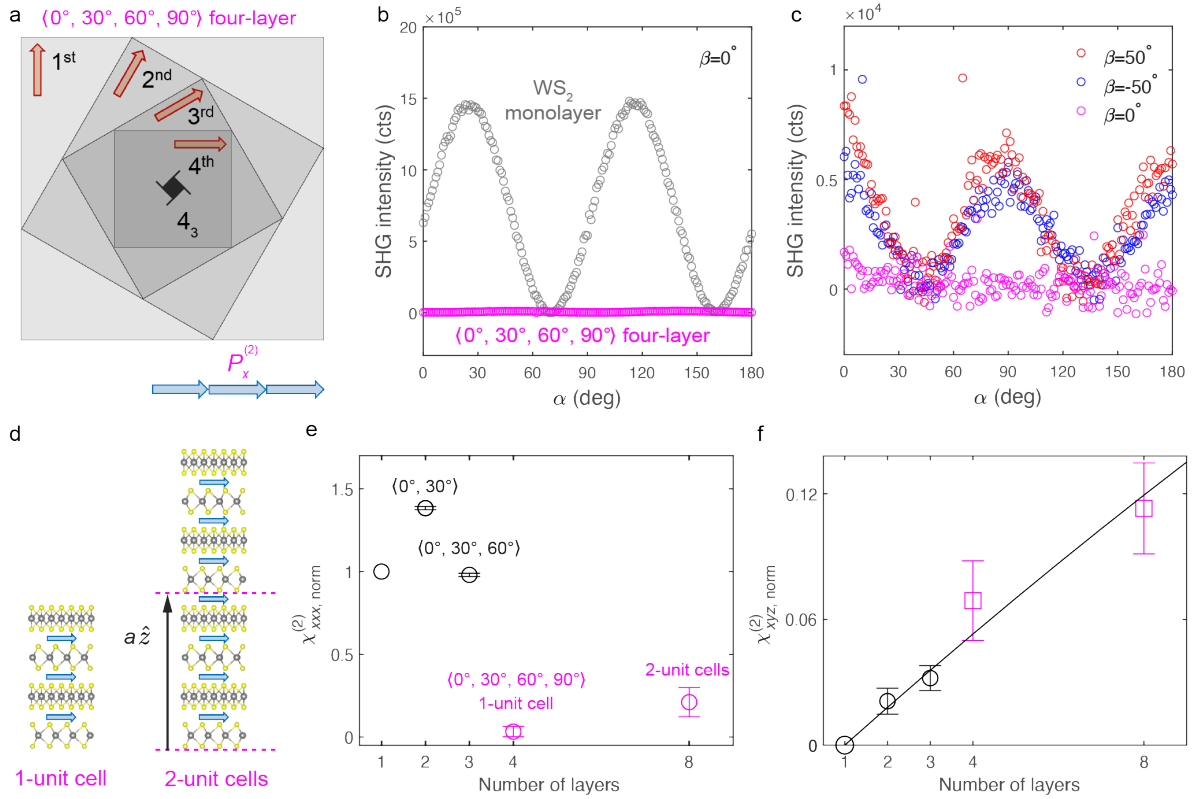 a
⟨0°, 30°, 60°, 90°⟩ four-layer
1st
2nd
3rd
4th
4₃
Pₓ⁽²⁾
b
×10⁵
20
15
10
5
0
SHG intensity (cts)
β=0°
WS₂
monolayer
⟨0°, 30°, 60°, 90°⟩ four-layer
0 30 60 90 120 150 180
α (deg)
c
×10⁴
1
0.5
0
SHG intensity (cts)
β=50°
β=-50°
β=0°
0 30 60 90 120 150 180
α (deg)
d
aẑ
1-unit cell
2-unit cells
e
1.5
1
0.5
0
χ⁽²⁾xxx, norm
⟨0°, 30°⟩
⟨0°, 30°, 60°⟩
⟨0°, 30°, 60°, 90°⟩
1-unit cell
2-unit cells
1 2 3 4 8
Number of layers
f
0.12
0.06
0
χ⁽²⁾xyz, norm
1 2 3 4 8
Number of layers